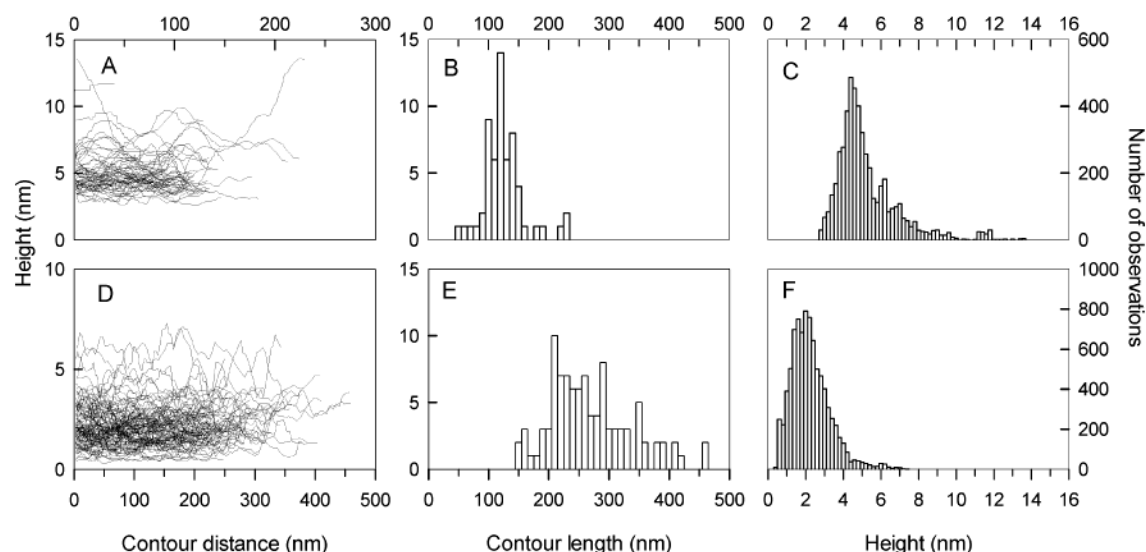 0 100 200 300
0 100 200 300 400 500
0 2 4 6 8 10 12 14 16
15
10
5
0
A
15
10
5
0
B
C
600
400
200
0
Height (nm)
Number of observations
10
5
0
D
15
10
5
0
E
F
1000
800
600
400
200
0
0 100 200 300 400 500
0 100 200 300 400 500
0 2 4 6 8 10 12 14 16
Contour distance (nm)
Contour length (nm)
Height (nm)